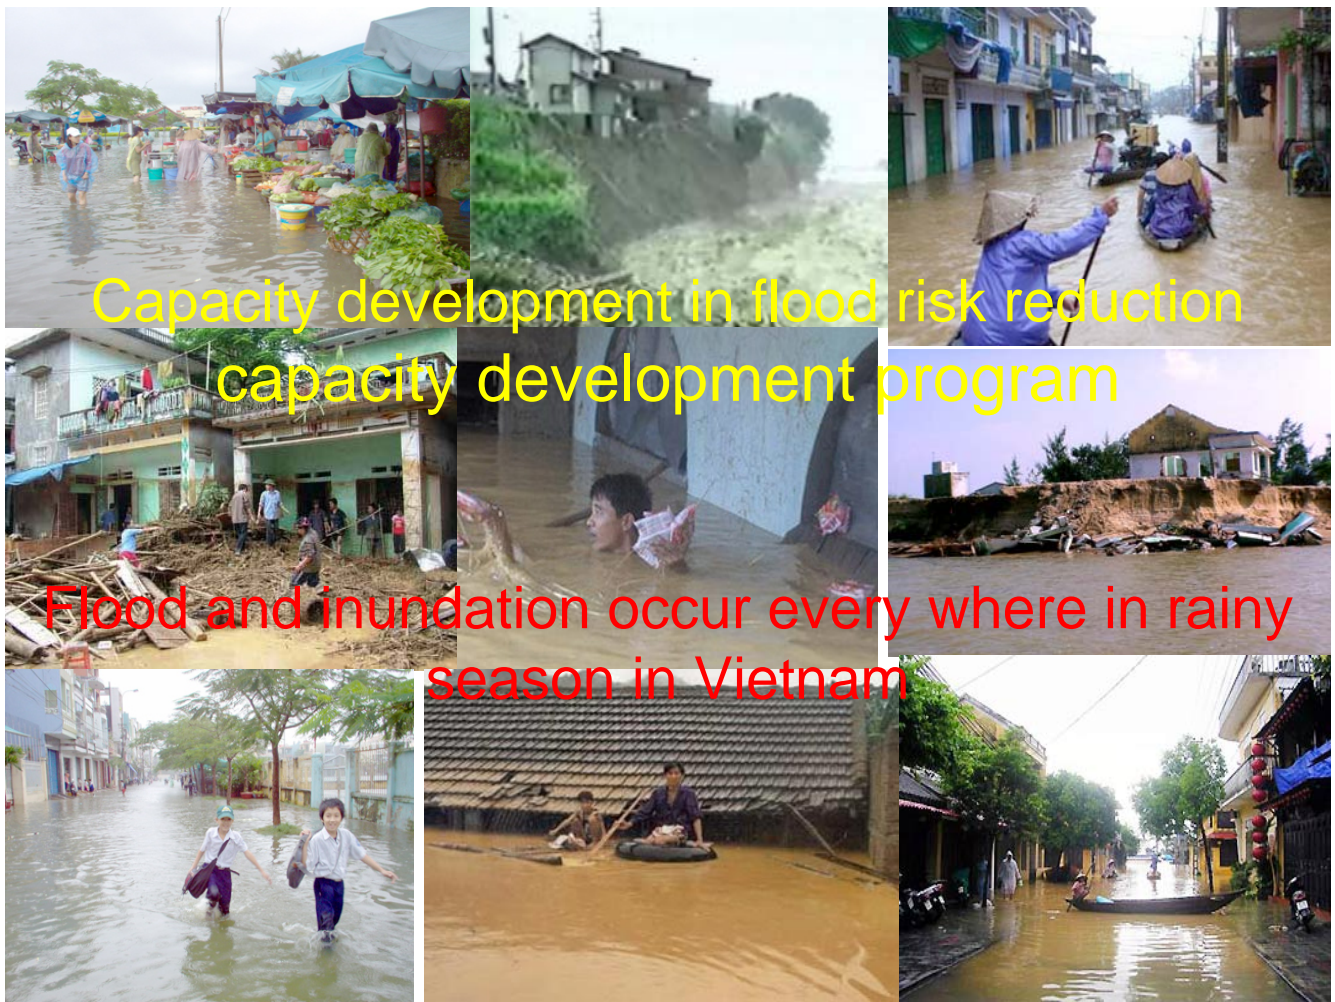 Capacity development in flood risk reduction
capacity development program
Flood and inundation occur every where in rainy
season in Vietnam